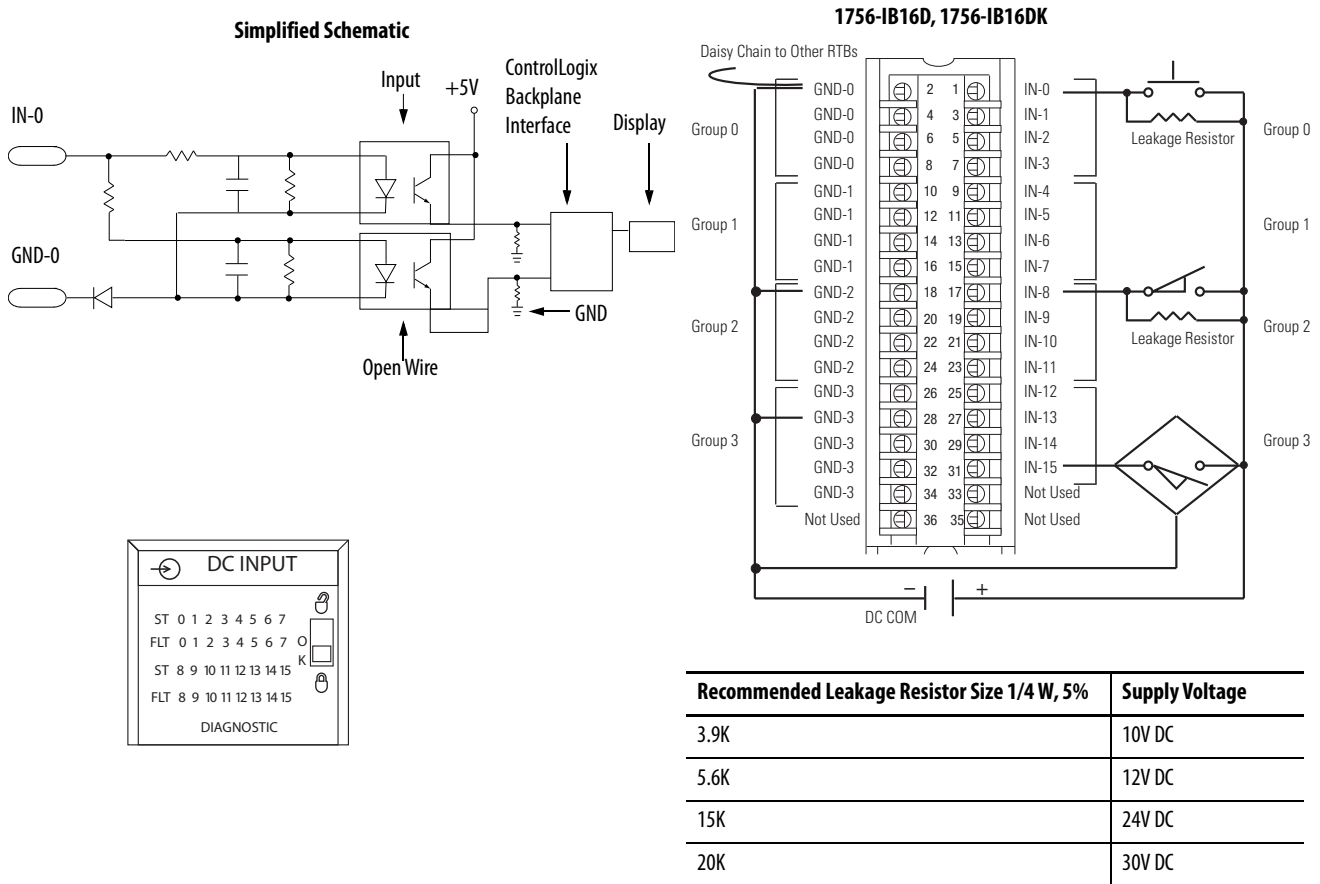 Simplified Schematic
IN-0
Input
+5V
ControlLogix
Backplane
Interface
Display
GND-0
GND
Open Wire
1756-IB16D, 1756-IB16DK
Daisy Chain to Other RTBs
Group 0
Group 1
Group 2
Group 3
GND-0 2 1 IN-0
GND-0 4 3 IN-1
GND-0 6 5 IN-2
GND-0 8 7 IN-3
GND-1 10 9 IN-4
GND-1 12 11 IN-5
GND-1 14 13 IN-6
GND-1 16 15 IN-7
GND-2 18 17 IN-8
GND-2 20 19 IN-9
GND-2 22 21 IN-10
GND-2 24 23 IN-11
GND-3 26 25 IN-12
GND-3 28 27 IN-13
GND-3 30 29 IN-14
GND-3 32 31 IN-15
GND-3 34 33 Not Used
Not Used 36 35 Not Used
Leakage Resistor
Leakage Resistor
Group 0
Group 1
Group 2
Group 3
– +
DC COM
DC INPUT
ST 0 1 2 3 4 5 6 7
FLT 0 1 2 3 4 5 6 7 O
K
ST 8 9 10 11 12 13 14 15
FLT 8 9 10 11 12 13 14 15
DIAGNOSTIC
Recommended Leakage Resistor Size 1/4 W, 5% Supply Voltage
3.9K 10V DC
5.6K 12V DC
15K 24V DC
20K 30V DC